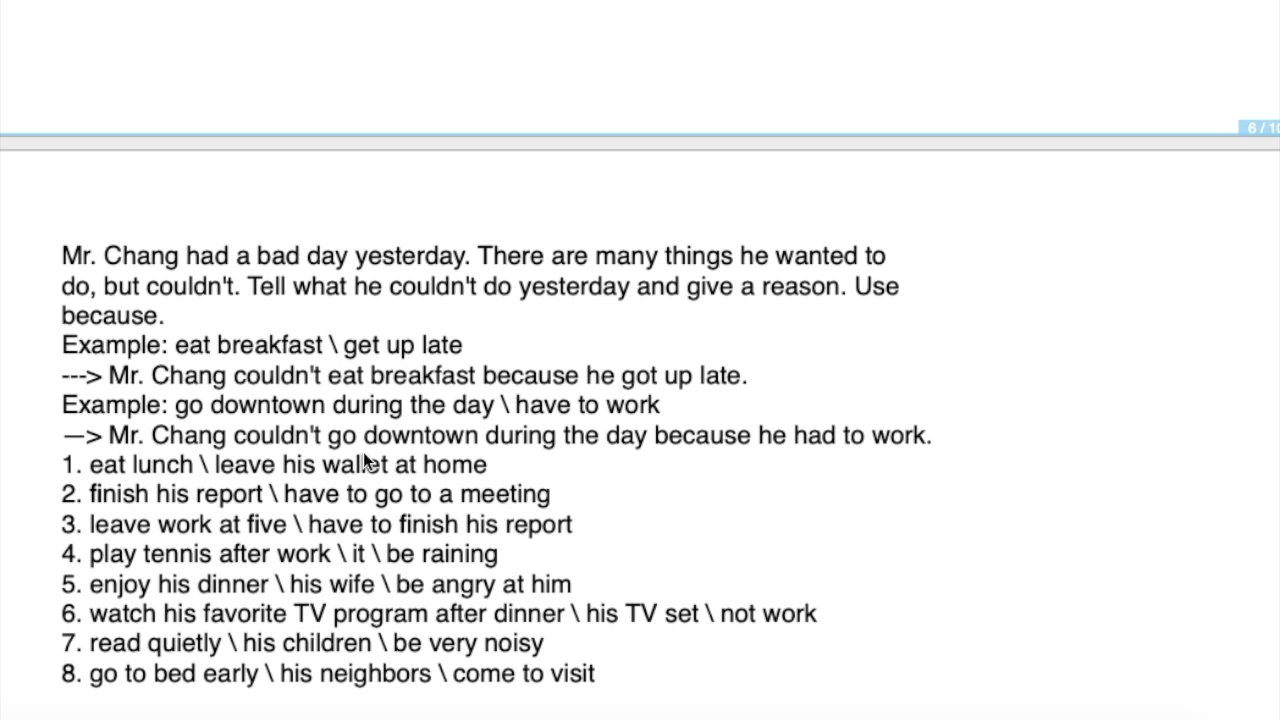 6 / 10
Mr. Chang had a bad day yesterday. There are many things he wanted to
do, but couldn't. Tell what he couldn't do yesterday and give a reason. Use
because.
Example: eat breakfast \ get up late
---> Mr. Chang couldn't eat breakfast because he got up late.
Example: go downtown during the day \ have to work
—> Mr. Chang couldn't go downtown during the day because he had to work.
1. eat lunch \ leave his wallet at home
2. finish his report \ have to go to a meeting
3. leave work at five \ have to finish his report
4. play tennis after work \ it \ be raining
5. enjoy his dinner \ his wife \ be angry at him
6. watch his favorite TV program after dinner \ his TV set \ not work
7. read quietly \ his children \ be very noisy
8. go to bed early \ his neighbors \ come to visit